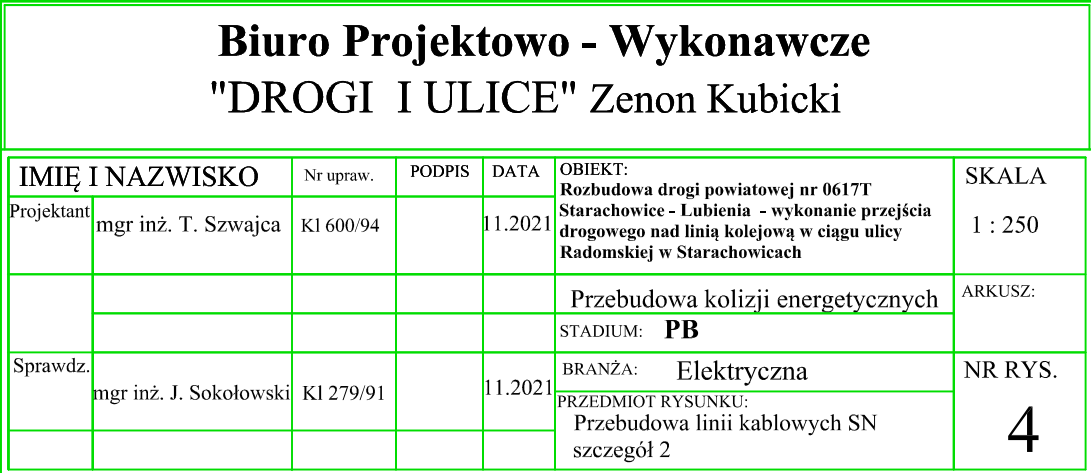 Biuro Projektowo - Wykonawcze
"DROGI I ULICE" Zenon Kubicki
IMIĘ I NAZWISKO
Nr upraw.
PODPIS
DATA
OBIEKT:
Rozbudowa drogi powiatowej nr 0617T
Starachowice - Lubienia - wykonanie przejścia
drogowego nad linią kolejową w ciągu ulicy
Radomskiej w Starachowicach
SKALA
1 : 250
Projektant
mgr inż. T. Szwajca
Kl 600/94
11.2021
Przebudowa kolizji energetycznych
ARKUSZ:
STADIUM: PB
Sprawdz.
mgr inż. J. Sokołowski
Kl 279/91
11.2021
BRANŻA: Elektryczna
NR RYS.
4
PRZEDMIOT RYSUNKU:
Przebudowa linii kablowych SN
szczegół 2